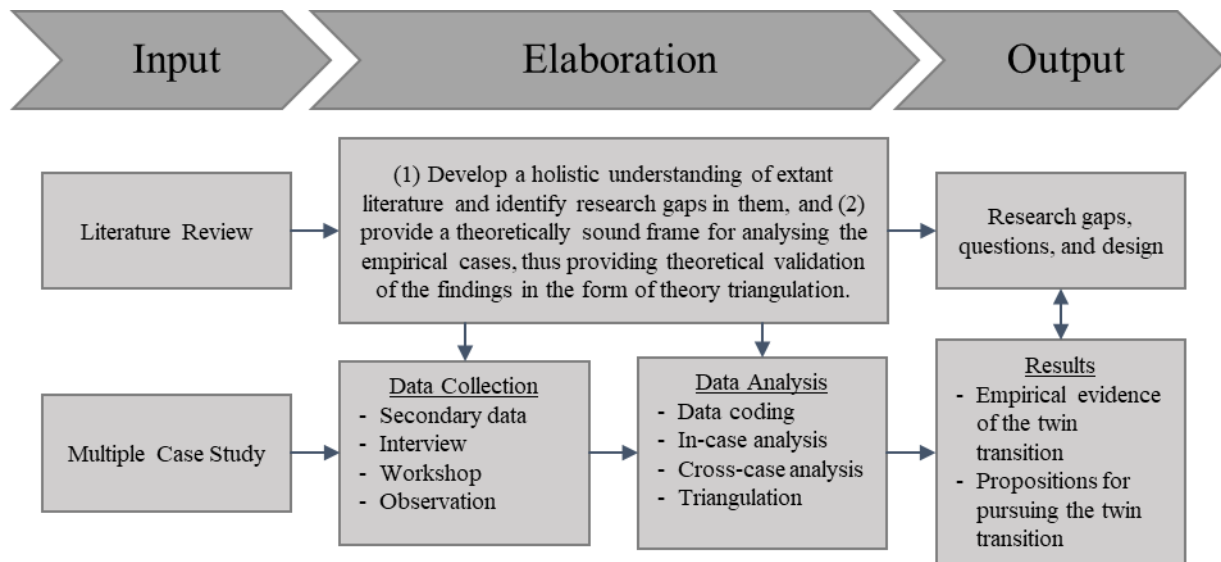 Input
Elaboration
Output
Literature Review
(1) Develop a holistic understanding of extant
literature and identify research gaps in them, and (2)
provide a theoretically sound frame for analysing the
empirical cases, thus providing theoretical validation
of the findings in the form of theory triangulation.
Research gaps,
questions, and design
Multiple Case Study
Data Collection
- Secondary data
- Interview
- Workshop
- Observation
Data Analysis
- Data coding
- In-case analysis
- Cross-case analysis
- Triangulation
Results
- Empirical evidence
of the twin
transition
- Propositions for
pursuing the twin
transition